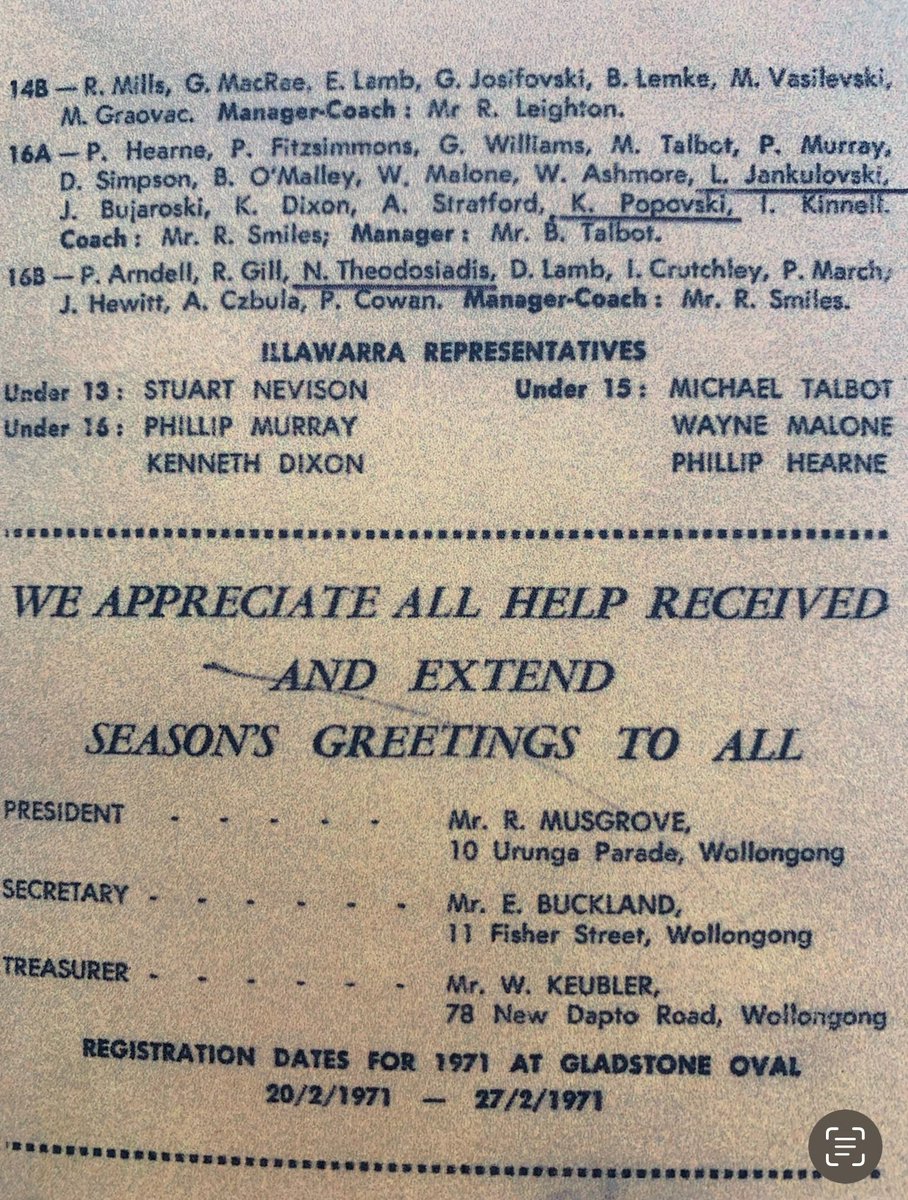 14B — R. Mills, G. MacRae, E. Lamb, G. Josifovski, B. Lemke, M. Vasilevski,
M. Graovac. Manager-Coach: Mr R. Leighton.
16A — P. Hearne, P. Fitzsimmons, G. Williams, M. Talbot, P. Murray,
D. Simpson, B. O'Malley, W. Malone, W. Ashmore, L. Jankulovski,
J. Bujaroski, K. Dixon, A. Stratford, K. Popovski, I. Kinnell.
Coach: Mr. R. Smiles; Manager: Mr. B. Talbot.
16B — P. Arndell, R. Gill, N. Theodosiadis, D. Lamb, I. Crutchley, P. March,
J. Hewitt, A. Czbula, P. Cowan. Manager-Coach: Mr. R. Smiles.
ILLAWARRA REPRESENTATIVES
Under 13: STUART NEVISON Under 15: MICHAEL TALBOT
Under 16: PHILLIP MURRAY WAYNE MALONE
KENNETH DIXON PHILLIP HEARNE
WE APPRECIATE ALL HELP RECEIVED
AND EXTEND
SEASON'S GREETINGS TO ALL
PRESIDENT - - - - - Mr. R. MUSGROVE,
10 Urunga Parade, Wollongong
SECRETARY - - - - - - Mr. E. BUCKLAND,
11 Fisher Street, Wollongong
TREASURER - - - - - - Mr. W. KEUBLER,
78 New Dapto Road, Wollongong
REGISTRATION DATES FOR 1971 AT GLADSTONE OVAL
20/2/1971 — 27/2/1971